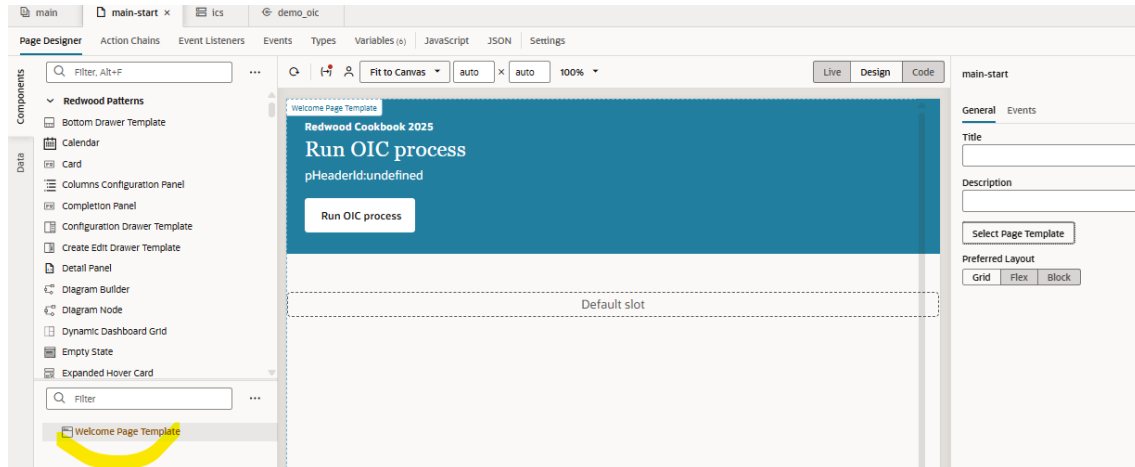 main main-start × ics demo_oic
Page Designer Action Chains Event Listeners Events Types Variables (6) JavaScript JSON Settings
Components
Data
Filter, Alt+F
Redwood Patterns
Bottom Drawer Template
Calendar
Card
Columns Configuration Panel
Completion Panel
Configuration Drawer Template
Create Edit Drawer Template
Detail Panel
Diagram Builder
Diagram Node
Dynamic Dashboard Grid
Empty State
Expanded Hover Card
Filter
Welcome Page Template
Fit to Canvas auto × auto 100% Live Design Code
Welcome Page Template
Redwood Cookbook 2025
Run OIC process
pHeaderId:undefined
Run OIC process
Default slot
main-start
General Events
Title
Description
Select Page Template
Preferred Layout
Grid Flex Block